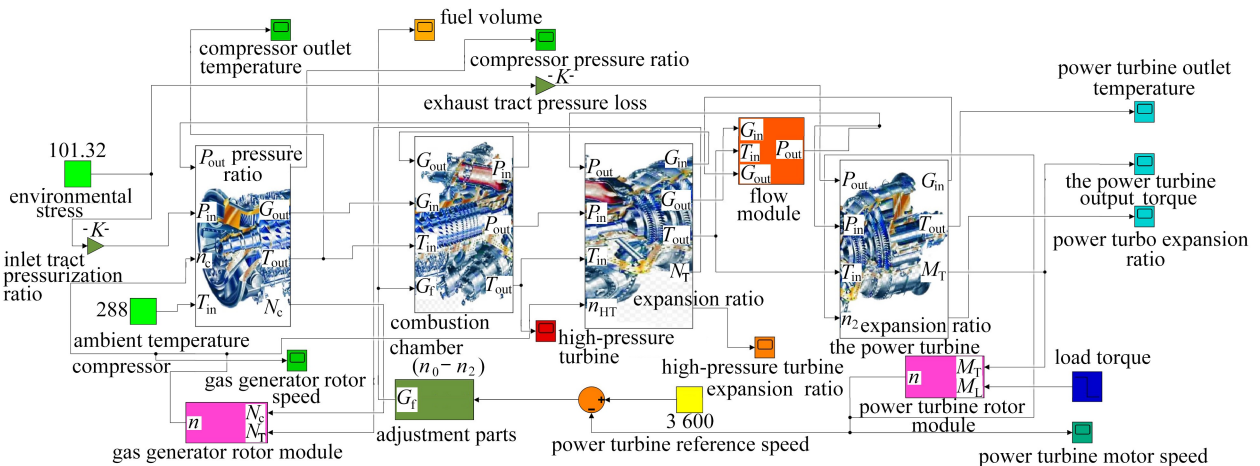 fuel volume
compressor outlet
temperature
compressor pressure ratio
-K-
exhaust tract pressure loss
power turbine outlet
temperature
101.32
environmental
stress
-K-
inlet tract
pressurization
ratio
288
ambient temperature
compressor
P_out pressure
ratio
P_in
G_out
n_c
T_out
T_in
N_c
G_out
P_in
G_in
P_out
T_in
G_f
T_out
combustion
chamber
P_out
G_in
P_in
G_out
T_out
T_in
N_T
n_HT
expansion ratio
high-pressure
turbine
G_in
T_in
P_out
G_out
flow
module
P_out
G_in
P_in
T_out
T_in
M_T
n_2
expansion ratio
the power turbine
the power turbine
output torque
power turbo expansion
ratio
high-pressure turbine
expansion ratio
gas generator rotor
speed
n
N_c
N_T
gas generator rotor module
(n_0 − n_2)
G_f
adjustment parts
-
+
3 600
power turbine reference speed
n
M_T
M_L
power turbine rotor
module
load torque
power turbine motor speed